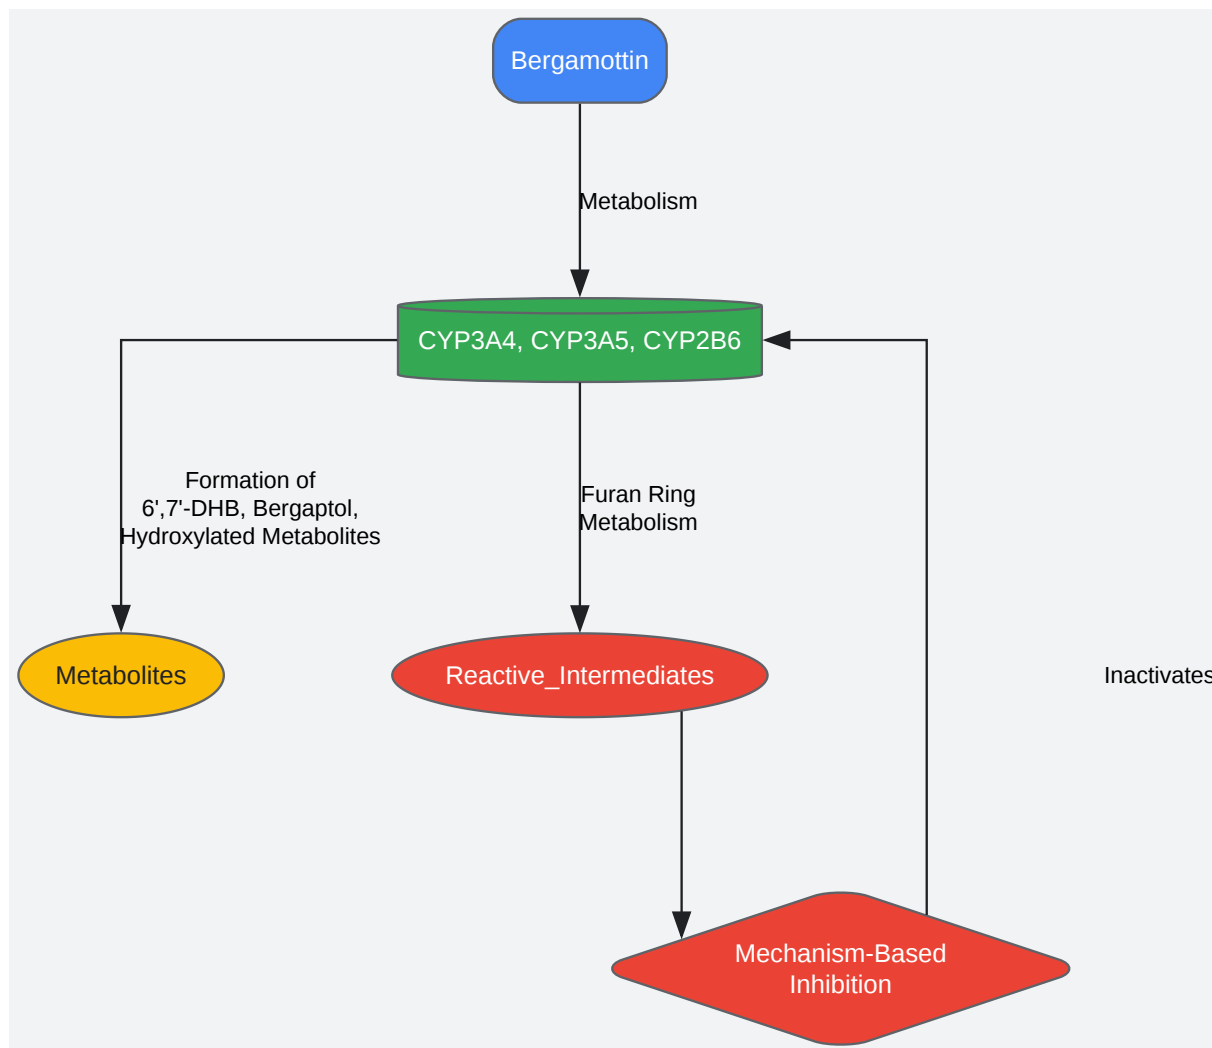 Bergamottin
Metabolism
CYP3A4, CYP3A5, CYP2B6
Formation of
6',7'-DHB, Bergaptol,
Hydroxylated Metabolites
Furan Ring
Metabolism
Metabolites
Reactive_Intermediates
Inactivates
Mechanism-Based
Inhibition